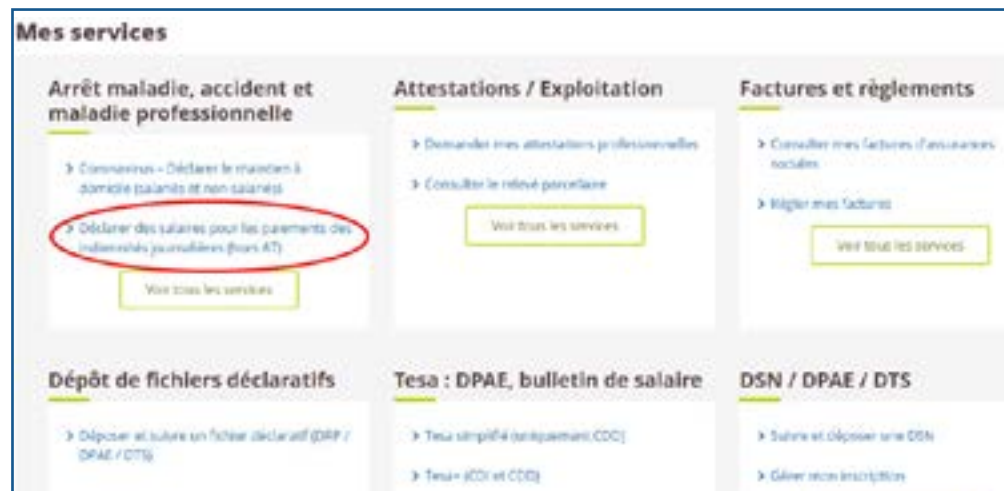 Mes services
Arrêt maladie, accident et
maladie professionnelle
> Coronavirus – Déclarer le maintien à
domicile (salariés et non salariés)
> Déclarer des salaires pour les paiements des
indemnités journalières (hors AT)
Voir tous les services
Attestations / Exploitation
> Demander mes attestations professionnelles
> Consulter le relevé parcellaire
Voir tous les services
Factures et règlements
> Consulter mes factures d'assurances
sociales
> Régler mes factures
Voir tous les services
Dépôt de fichiers déclaratifs
> Déposer et suivre un fichier déclaratif (DRP /
DPAE / DTS)
Tesa : DPAE, bulletin de salaire
> Tesa simplifié (uniquement CDD)
> Tesa+ (CDI et CDD)
DSN / DPAE / DTS
> Suivre et déposer une DSN
> Gérer mon inscription